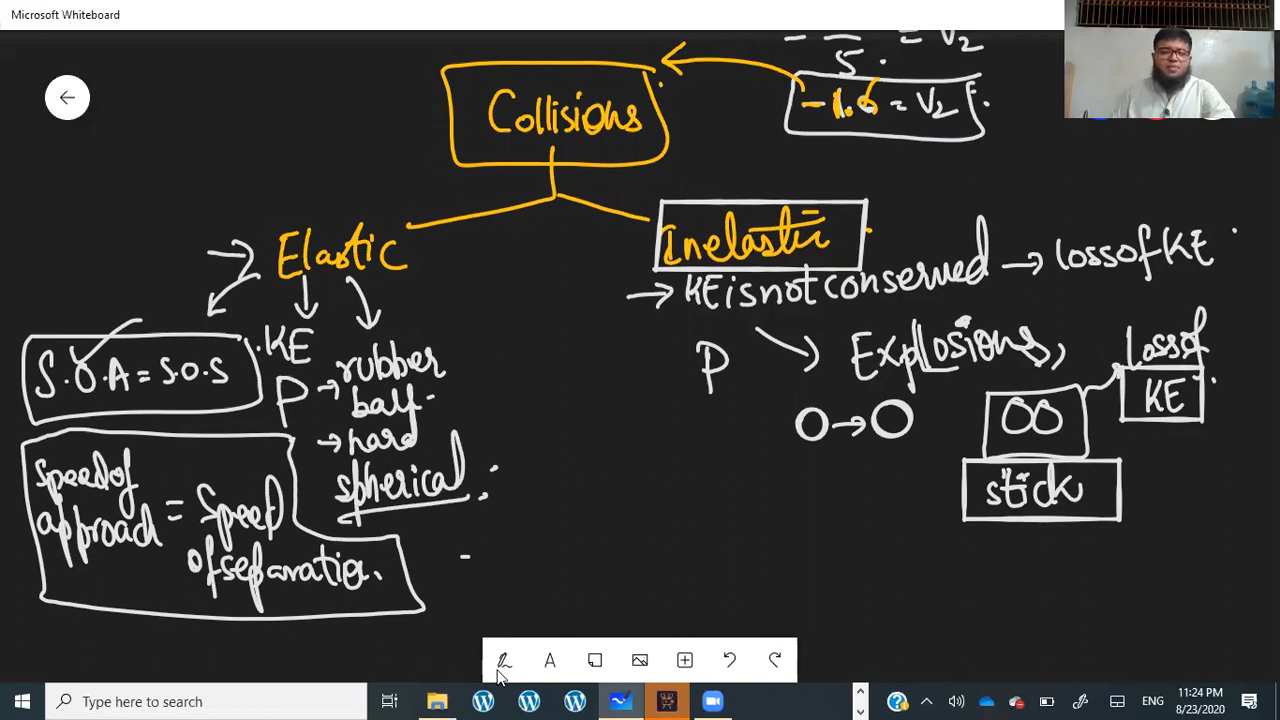 Microsoft Whiteboard
5. = V2
-1.6 = V2
Collisions
Elastic
Inelastic
→ KE is not conserved → loss of KE
S.O.A = S.O.S
KE
P
→ rubber
ball
→ hard
spherical
speed of
approach = Speed
of separation.
P
Explosions,
Loss of
KE
stick
Type here to search
ENG
11:24 PM
8/23/2020